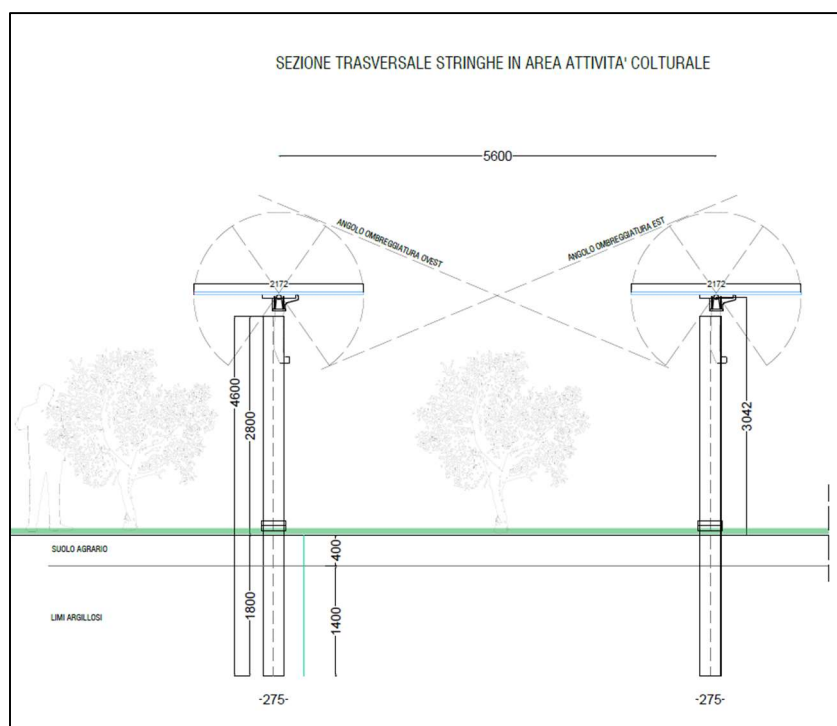 SEZIONE TRASVERSALE STRINGHE IN AREA ATTIVITA' COLTURALE
5600
ANGOLO OMBREGGIATURA OVEST
ANGOLO OMBREGGIATURA EST
2172
2172
4600
2800
3042
SUOLO AGRARIO
400
LIMI ARGILLOSI
1800
1400
-275-
-275-